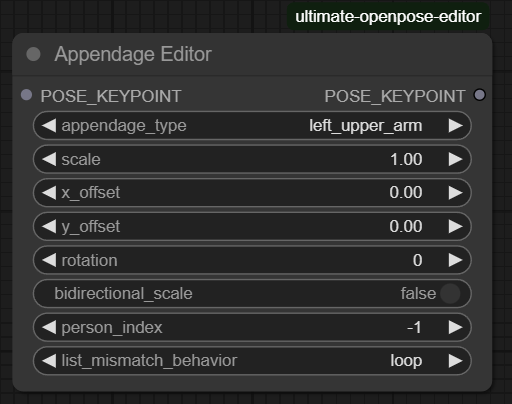 ultimate-openpose-editor
Appendage Editor
POSE_KEYPOINT POSE_KEYPOINT
appendage_type left_upper_arm
scale 1.00
x_offset 0.00
y_offset 0.00
rotation 0
bidirectional_scale false
person_index -1
list_mismatch_behavior loop